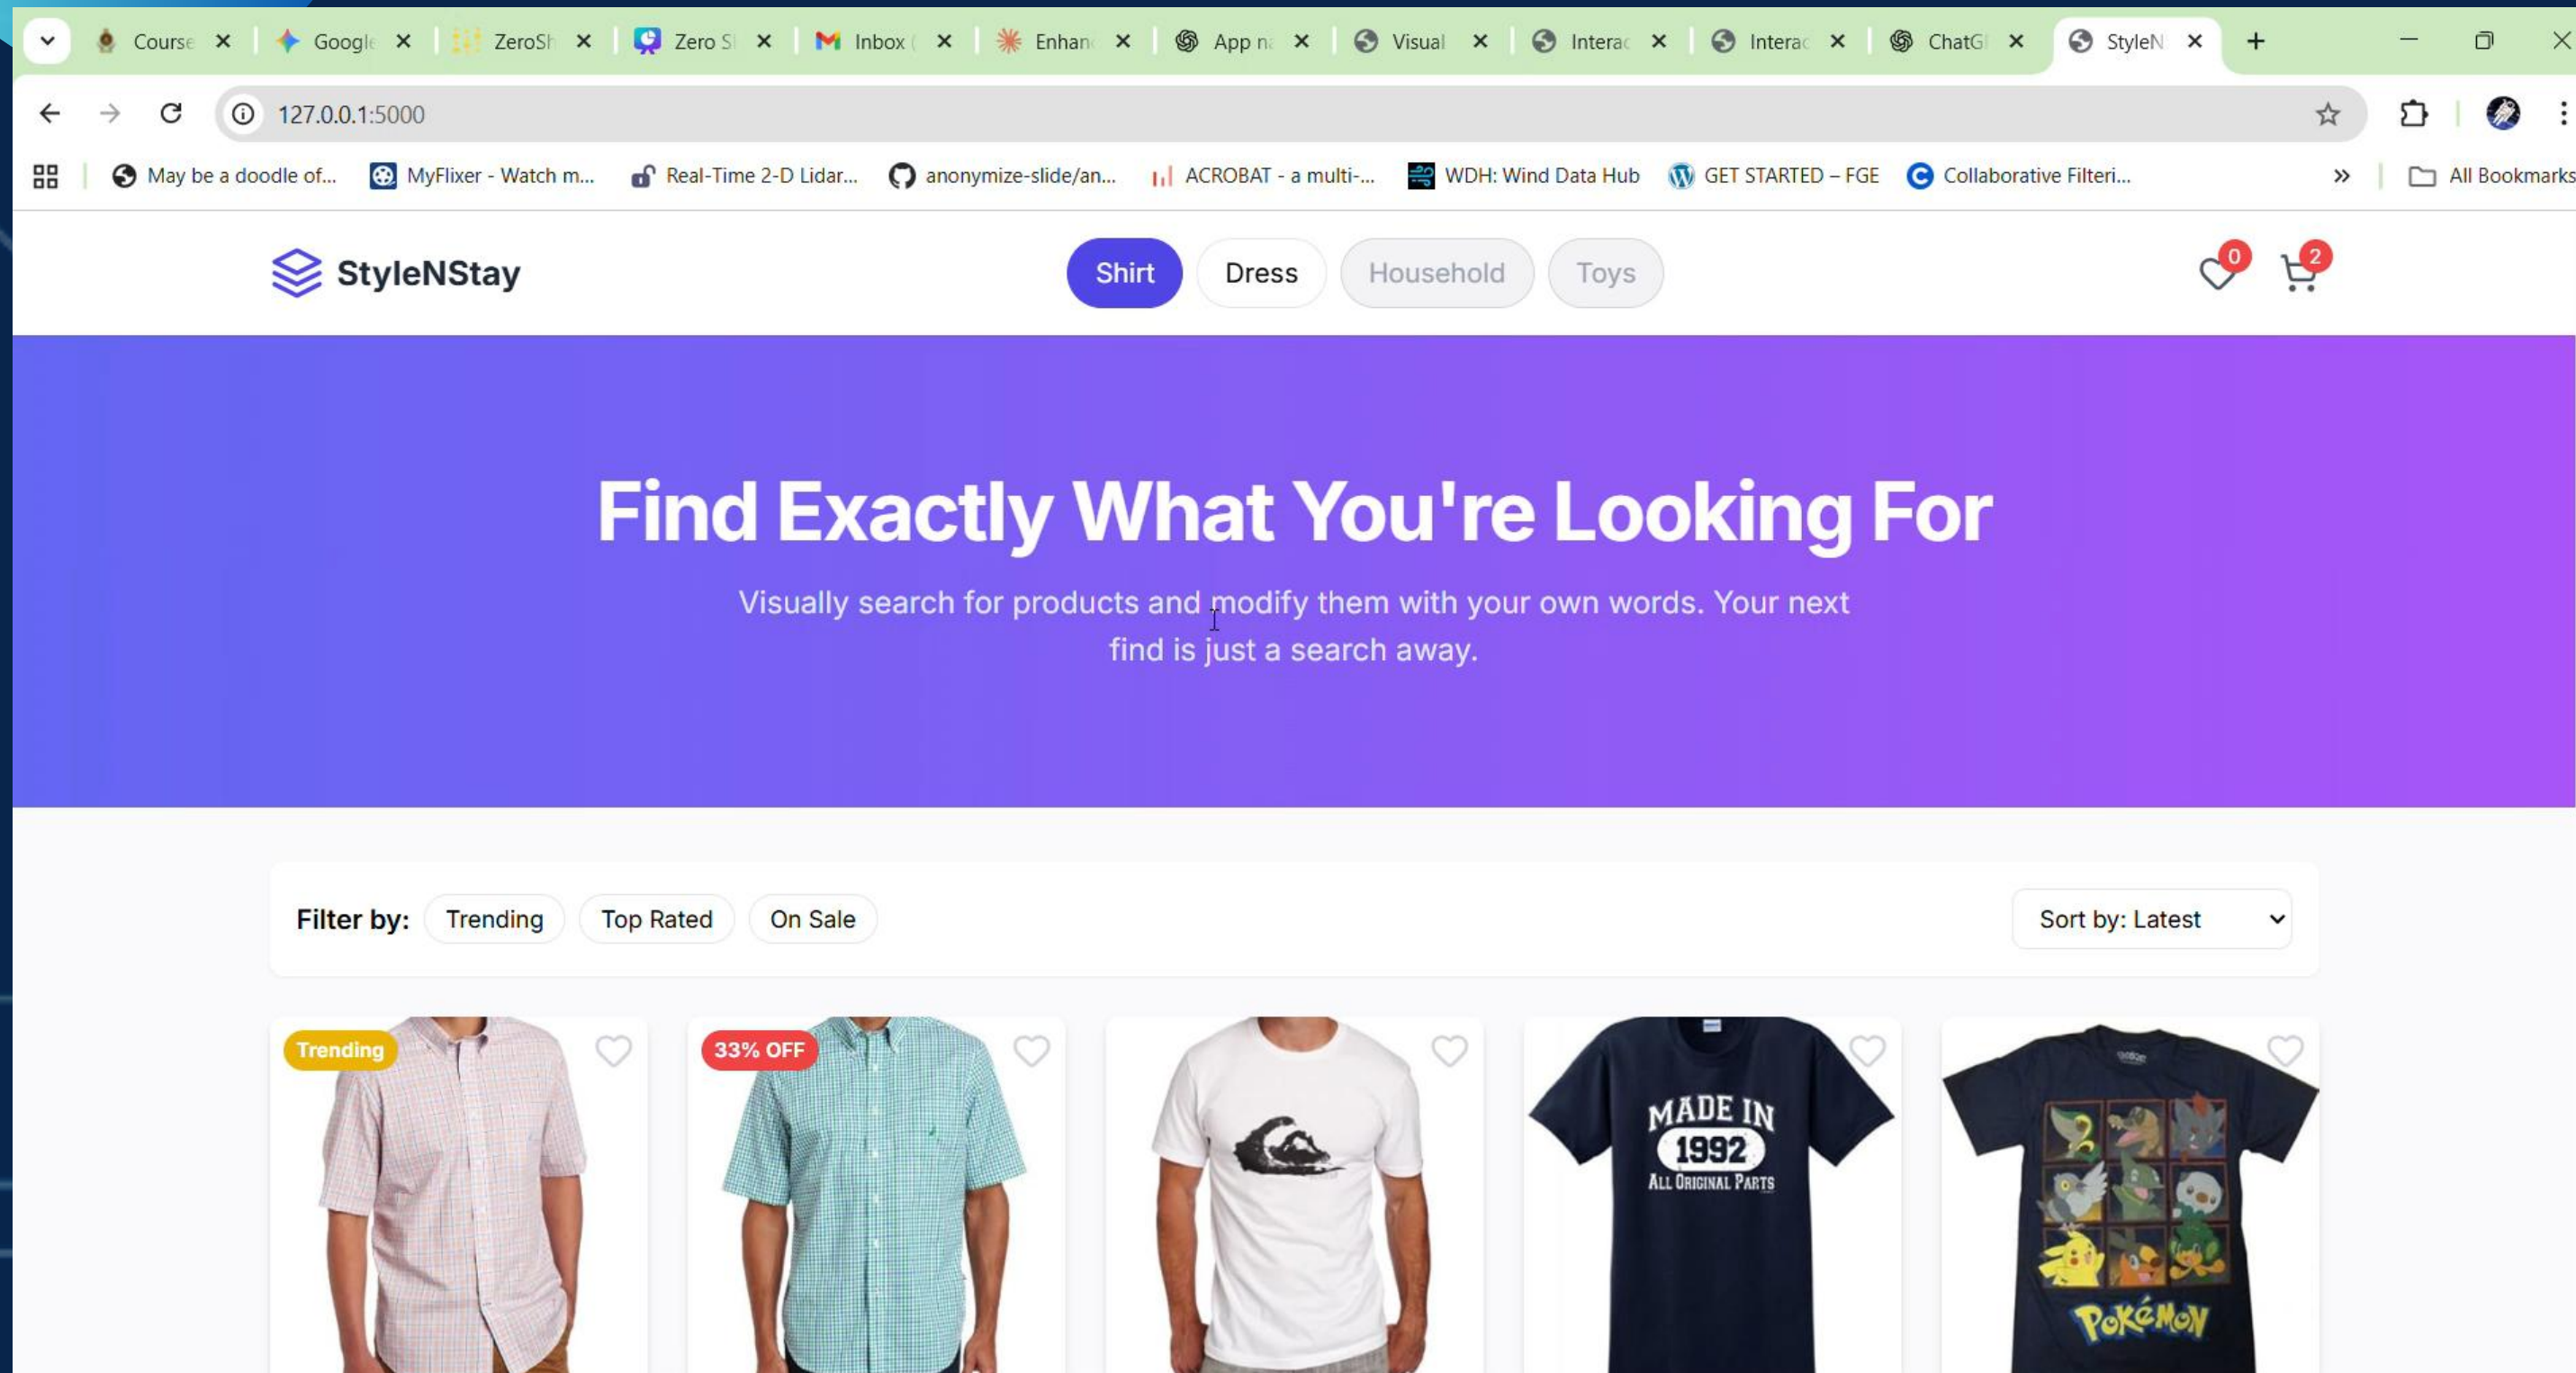 Course Google ZeroSh Zero S Inbox ( Enhan App na Visual Interac Interac ChatG StyleN
127.0.0.1:5000
May be a doodle of... MyFlixer - Watch m... Real-Time 2-D Lidar... anonymize-slide/an... ACROBAT - a multi-... WDH: Wind Data Hub GET STARTED – FGE Collaborative Filteri... All Bookmarks
StyleNStay Shirt Dress Household Toys 0 2
Find Exactly What You're Looking For
Visually search for products and modify them with your own words. Your next
find is just a search away.
Filter by: Trending Top Rated On Sale Sort by: Latest
Trending 33% OFF
MADE IN
1992
ALL ORIGINAL PARTS
POKÉMON